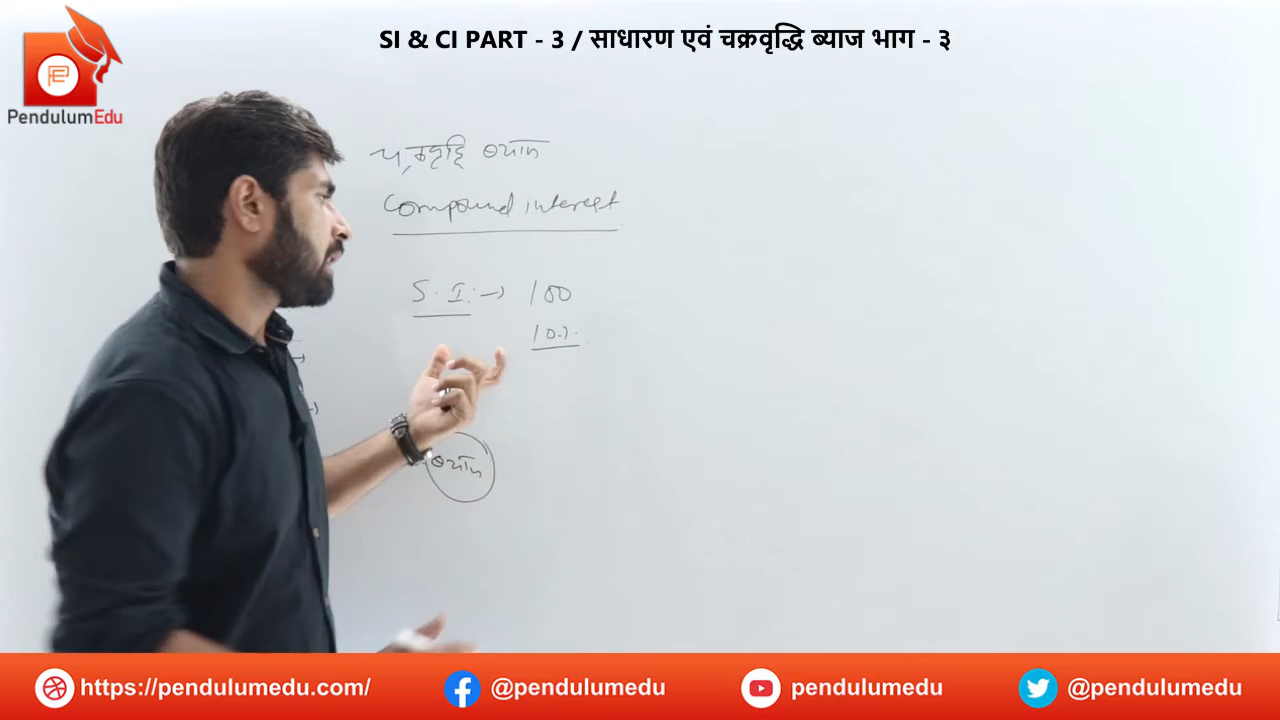 SI & CI PART - 3 / साधारण एवं चक्रवृद्धि ब्याज भाग - ३
PendulumEdu
चक्रवृद्धि ब्याज
Compound interest
S.I. → 100
10%
ब्याज
https://pendulumedu.com/
@pendulumedu
pendulumedu
@pendulumedu